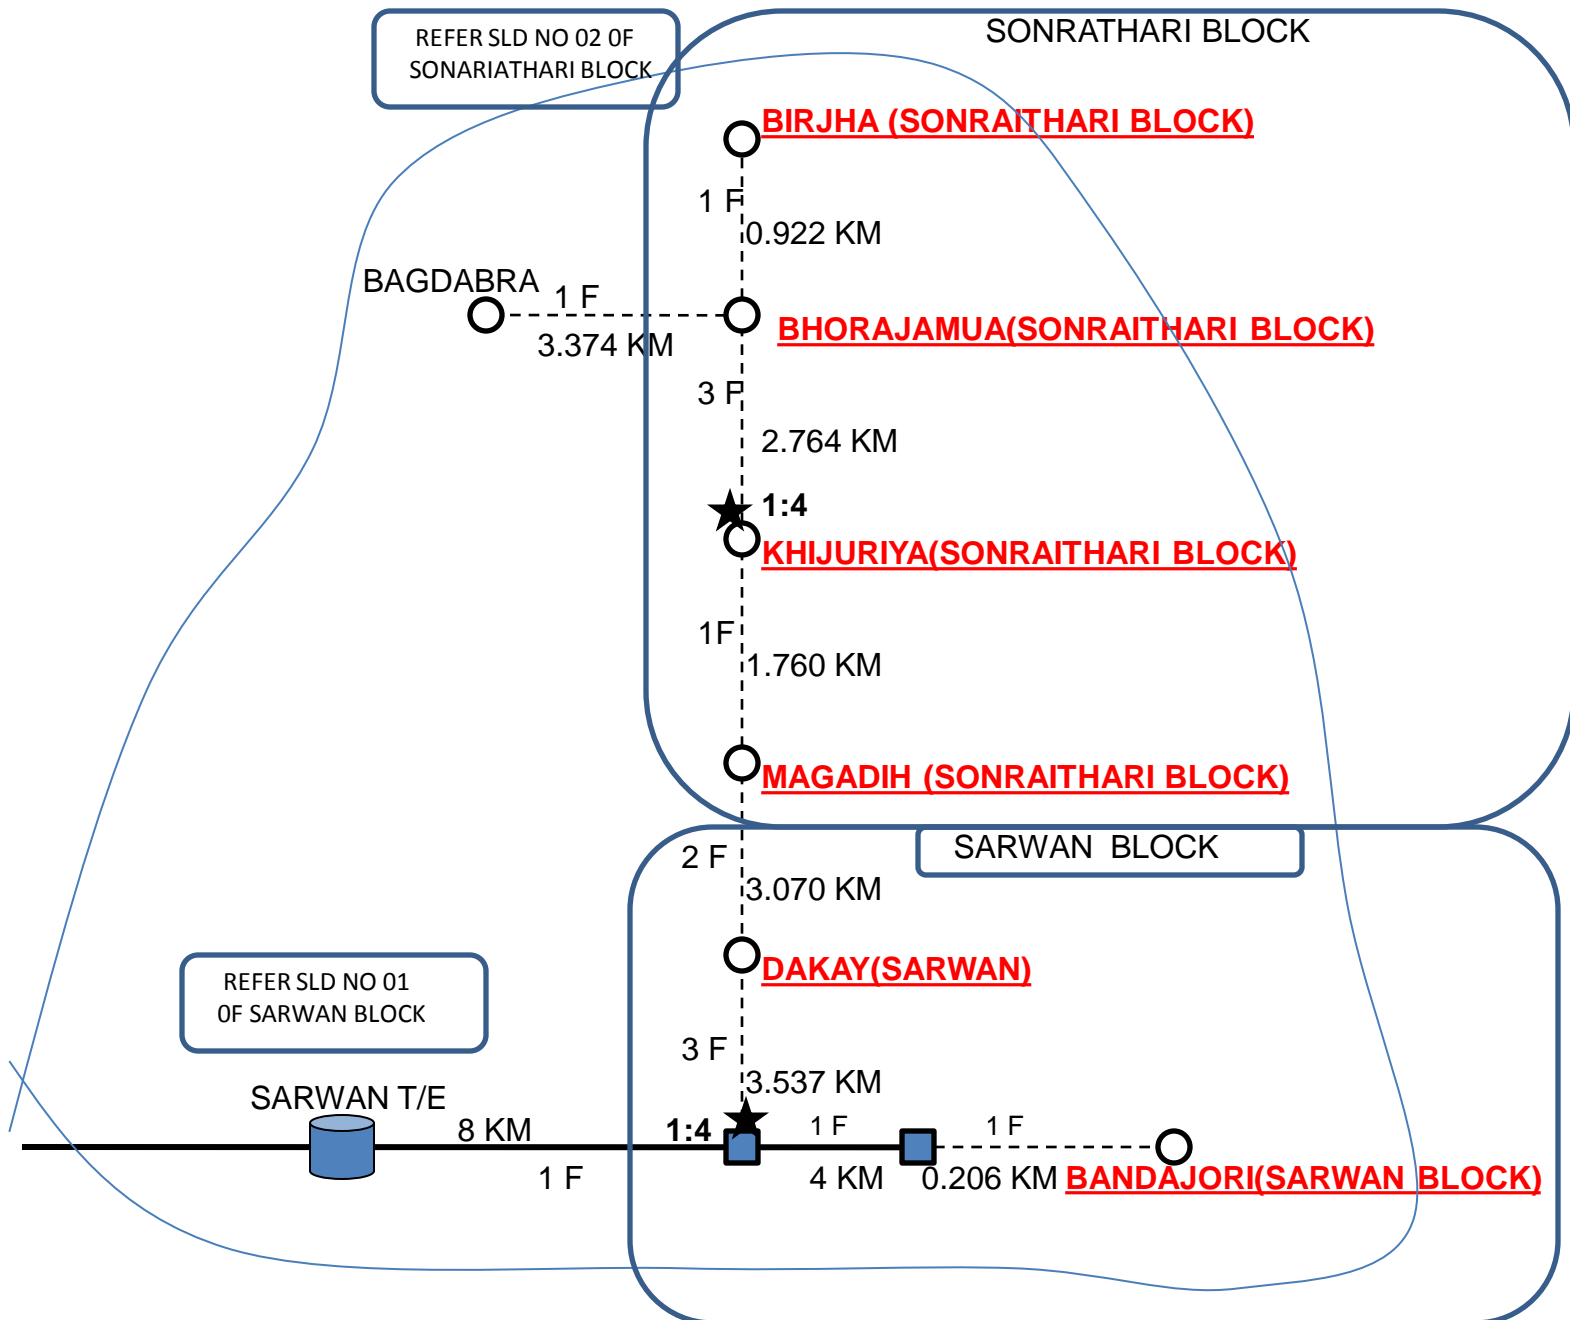 REFER SLD NO 02 0F
SONARIATHARI BLOCK
SONRATHARI BLOCK
BIRJHA (SONRAITHARI BLOCK)
1 F
0.922 KM
BAGDABRA
1 F
3.374 KM
BHORAJAMUA(SONRAITHARI BLOCK)
3 F
2.764 KM
1:4
KHIJURIYA(SONRAITHARI BLOCK)
1F
1.760 KM
MAGADIH (SONRAITHARI BLOCK)
SARWAN BLOCK
2 F
3.070 KM
DAKAY(SARWAN)
REFER SLD NO 01
0F SARWAN BLOCK
3 F
3.537 KM
SARWAN T/E
8 KM
1 F
1:4
1 F
4 KM
1 F
0.206 KM
BANDAJORI(SARWAN BLOCK)